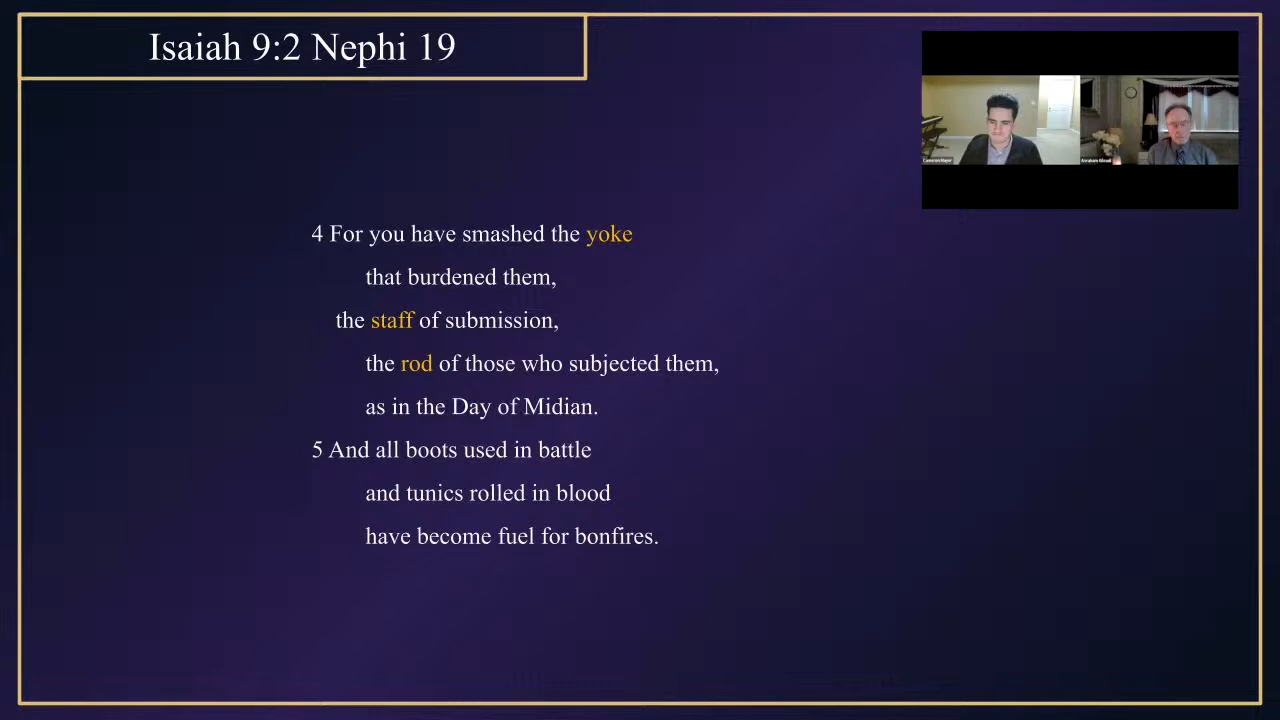 Isaiah 9:2 Nephi 19
4 For you have smashed the yoke
that burdened them,
the staff of submission,
the rod of those who subjected them,
as in the Day of Midian.
5 And all boots used in battle
and tunics rolled in blood
have become fuel for bonfires.
Cameron Mayer